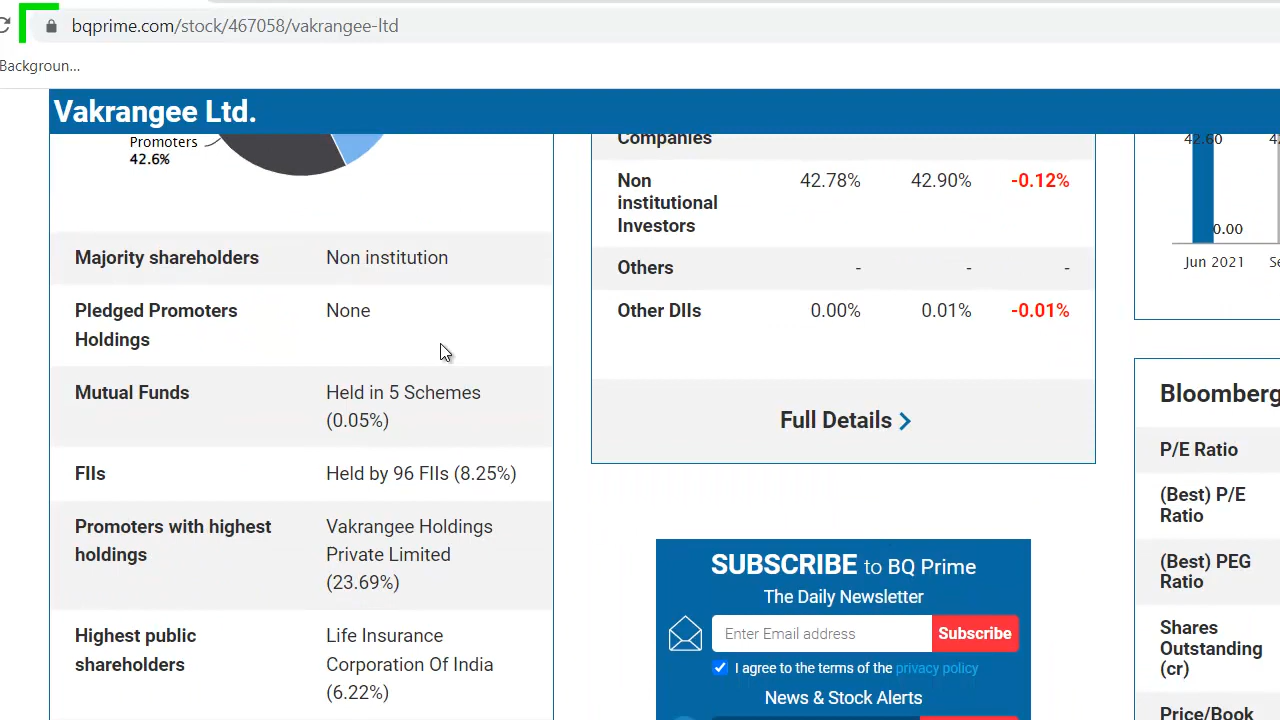 bqprime.com/stock/467058/vakrangee-ltd
Backgroun...
Vakrangee Ltd.
Promoters
42.6%
Majority shareholders Non institution
Pledged Promoters Holdings None
Mutual Funds Held in 5 Schemes (0.05%)
FIIs Held by 96 FIIs (8.25%)
Promoters with highest holdings Vakrangee Holdings Private Limited (23.69%)
Highest public shareholders Life Insurance Corporation Of India (6.22%)
Companies
Non institutional Investors 42.78% 42.90% -0.12%
Others - - -
Other DIIs 0.00% 0.01% -0.01%
Full Details
SUBSCRIBE to BQ Prime
The Daily Newsletter
Enter Email address Subscribe
I agree to the terms of the privacy policy
News & Stock Alerts
42.60
0.00
Jun 2021
Bloomberg
P/E Ratio
(Best) P/E
Ratio
(Best) PEG
Ratio
Shares
Outstanding
(cr)
Price/Book